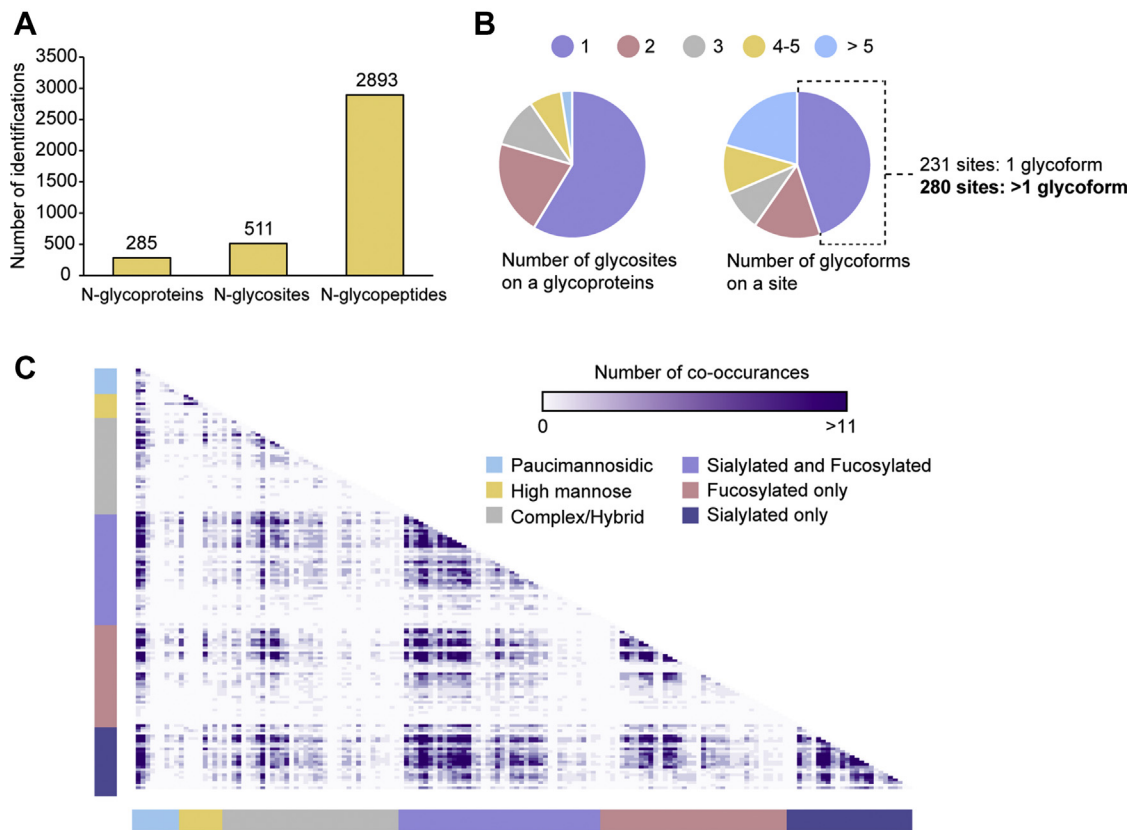 A
Number of identifications
3500
3000
2500
2000
1500
1000
500
0
285
511
2893
N-glycoproteins
N-glycosites
N-glycopeptides
B
1
2
3
4-5
> 5
Number of glycosites
on a glycoproteins
Number of glycoforms
on a site
231 sites: 1 glycoform
280 sites: >1 glycoform
C
Number of co-occurances
0
>11
Paucimannosidic
High mannose
Complex/Hybrid
Sialylated and Fucosylated
Fucosylated only
Sialylated only